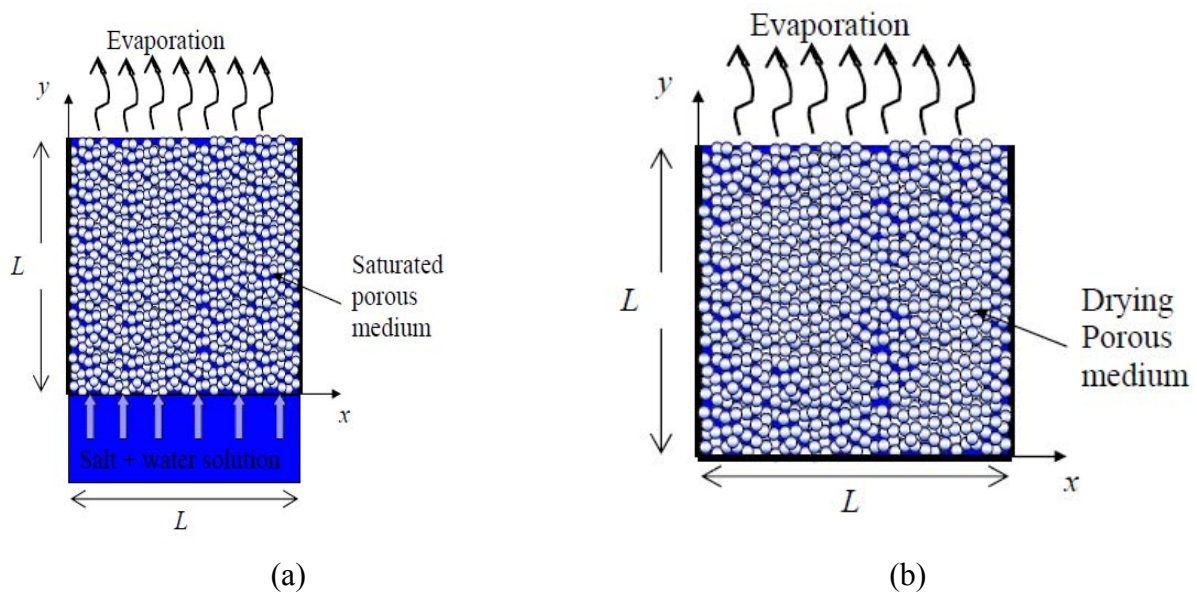 Evaporation
y
L
Saturated
porous
medium
x
Salt + water solution
L
(a)
Evaporation
y
L
Drying
Porous
medium
x
L
(b)